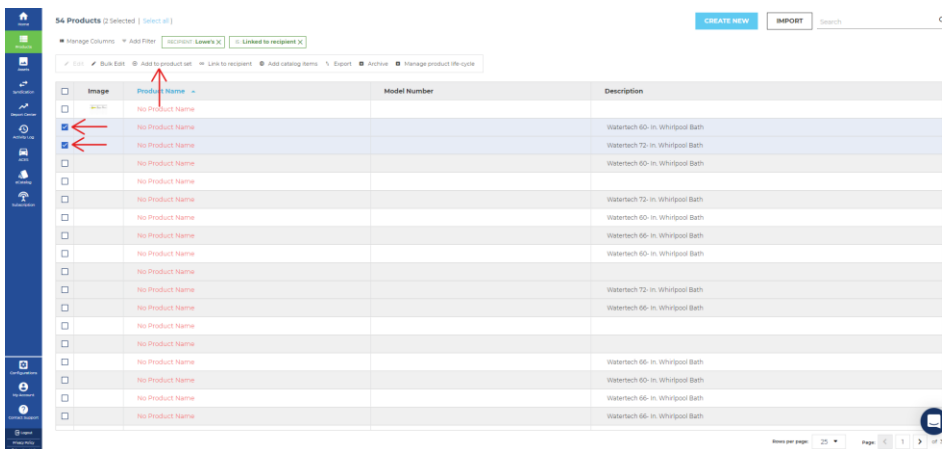 Home
Products
Assets
Syndication
Report Center
Activity Log
ACES
eCatalog
Subscription
Configurations
My Account
Contact Support
Logout
Privacy Policy
54 Products (2 Selected | Select all)
CREATE NEW
IMPORT
Search
Manage Columns
Add Filter
RECIPIENT: Lowe's X
Linked to recipient X
Edit
Bulk Edit
Add to product set
Link to recipient
Add catalog items
Export
Archive
Manage product life-cycle
Image Product Name Model Number Description
No Product Name
No Product Name Watertech 60- In. Whirlpool Bath
No Product Name Watertech 72- In. Whirlpool Bath
No Product Name Watertech 60- In. Whirlpool Bath
No Product Name
No Product Name Watertech 72- In. Whirlpool Bath
No Product Name Watertech 60- In. Whirlpool Bath
No Product Name Watertech 66- In. Whirlpool Bath
No Product Name Watertech 60- In. Whirlpool Bath
No Product Name
No Product Name Watertech 72- In. Whirlpool Bath
No Product Name Watertech 66- In. Whirlpool Bath
No Product Name
No Product Name
No Product Name Watertech 66- In. Whirlpool Bath
No Product Name Watertech 60- In. Whirlpool Bath
No Product Name Watertech 66- In. Whirlpool Bath
No Product Name Watertech 66- In. Whirlpool Bath
Rows per page: 25 Page: 1 of